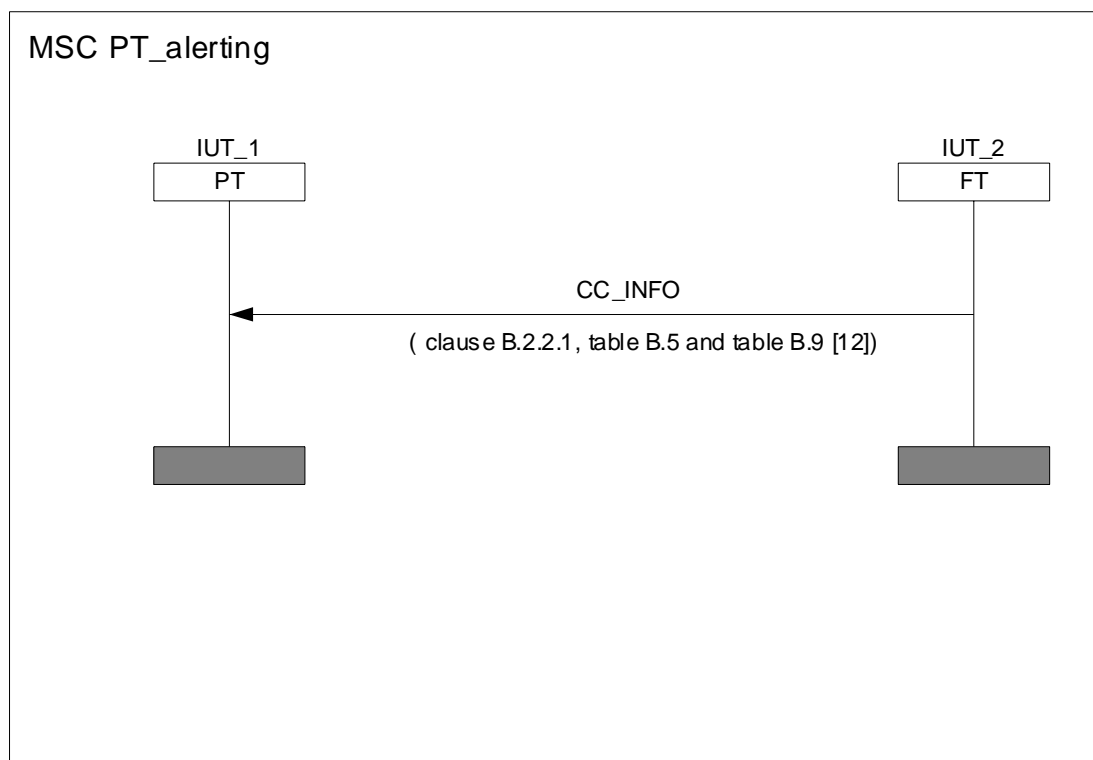 MSC PT_alerting
IUT_1
IUT_2
PT
FT
CC_INFO
( clause B.2.2.1, table B.5 and table B.9 [12])